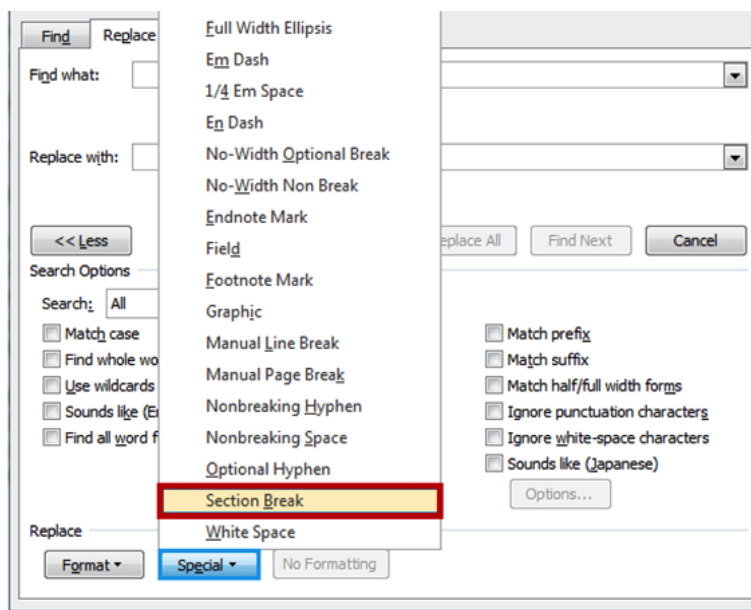 Find Replace
Find what:
Replace with:
<< Less
eplace All Find Next Cancel
Search Options
Search: All
Match case
Find whole wo
Use wildcards
Sounds like (E
Find all word f
Full Width Ellipsis
Em Dash
1/4 Em Space
En Dash
No-Width Optional Break
No-Width Non Break
Endnote Mark
Field
Footnote Mark
Graphic
Manual Line Break
Manual Page Break
Nonbreaking Hyphen
Nonbreaking Space
Optional Hyphen
Section Break
White Space
Match prefix
Match suffix
Match half/full width forms
Ignore punctuation characters
Ignore white-space characters
Sounds like (Japanese)
Options...
Replace
Format Special No Formatting